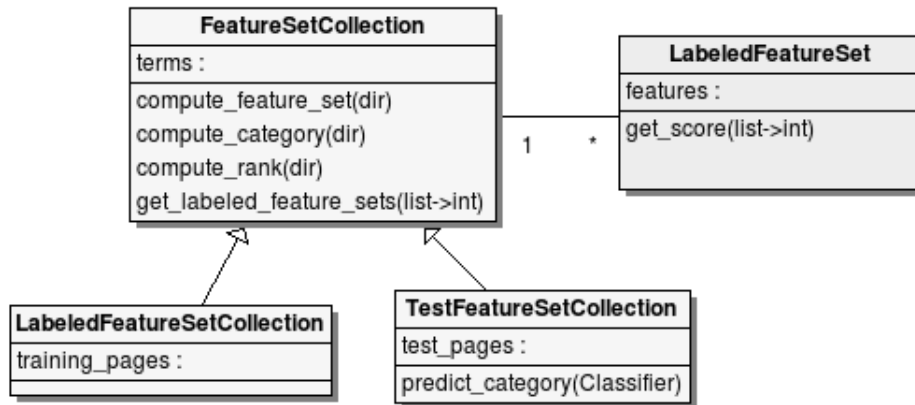 FeatureSetCollection
terms :
compute_feature_set(dir)
compute_category(dir)
compute_rank(dir)
get_labeled_feature_sets(list->int)
LabeledFeatureSet
features :
get_score(list->int)
1
*
LabeledFeatureSetCollection
training_pages :
TestFeatureSetCollection
test_pages :
predict_category(Classifier)